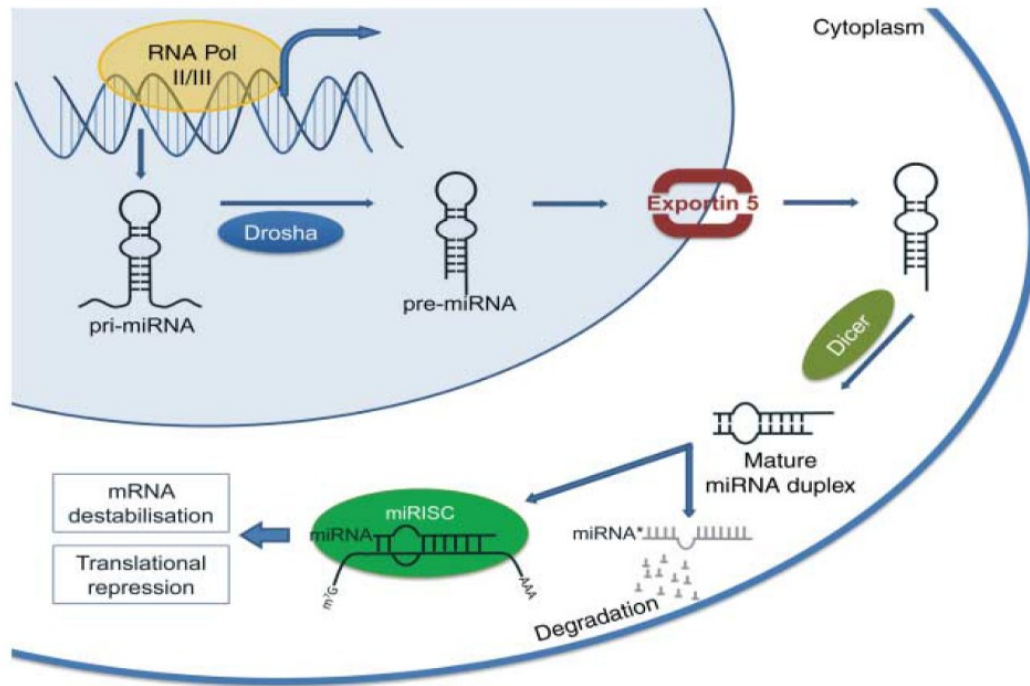 Cytoplasm
RNA Pol
II/III
Exportin 5
Drosha
pri-miRNA
pre-miRNA
Dicer
Mature
miRNA duplex
mRNA
destabilisation
Translational
repression
miRISC
miRNA
m⁷G
AAA
miRNA*
Degradation